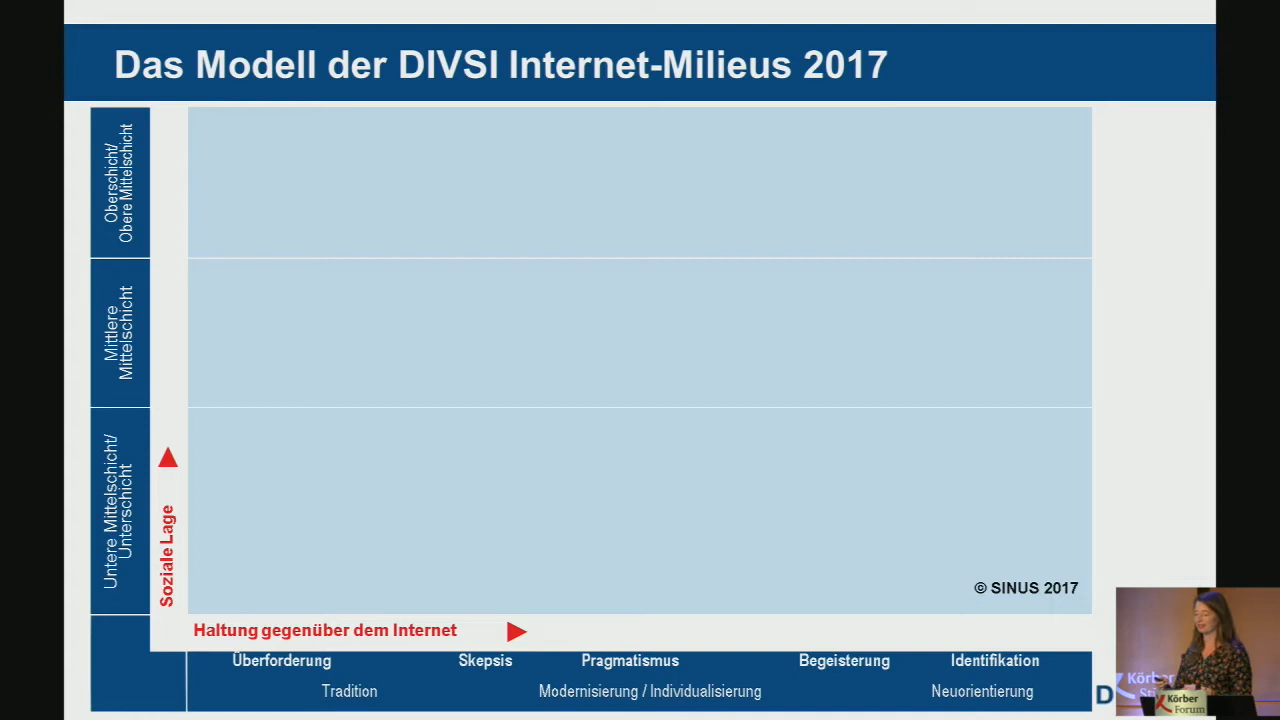 Das Modell der DIVSI Internet-Milieus 2017
Oberschicht/
Obere Mittelschicht
Mittlere
Mittelschicht
Untere Mittelschicht/
Unterschicht
Soziale Lage
© SINUS 2017
Haltung gegenüber dem Internet
Überforderung Skepsis Pragmatismus Begeisterung Identifikation
Tradition Modernisierung / Individualisierung Neuorientierung
D
Körber
Körber
Forum